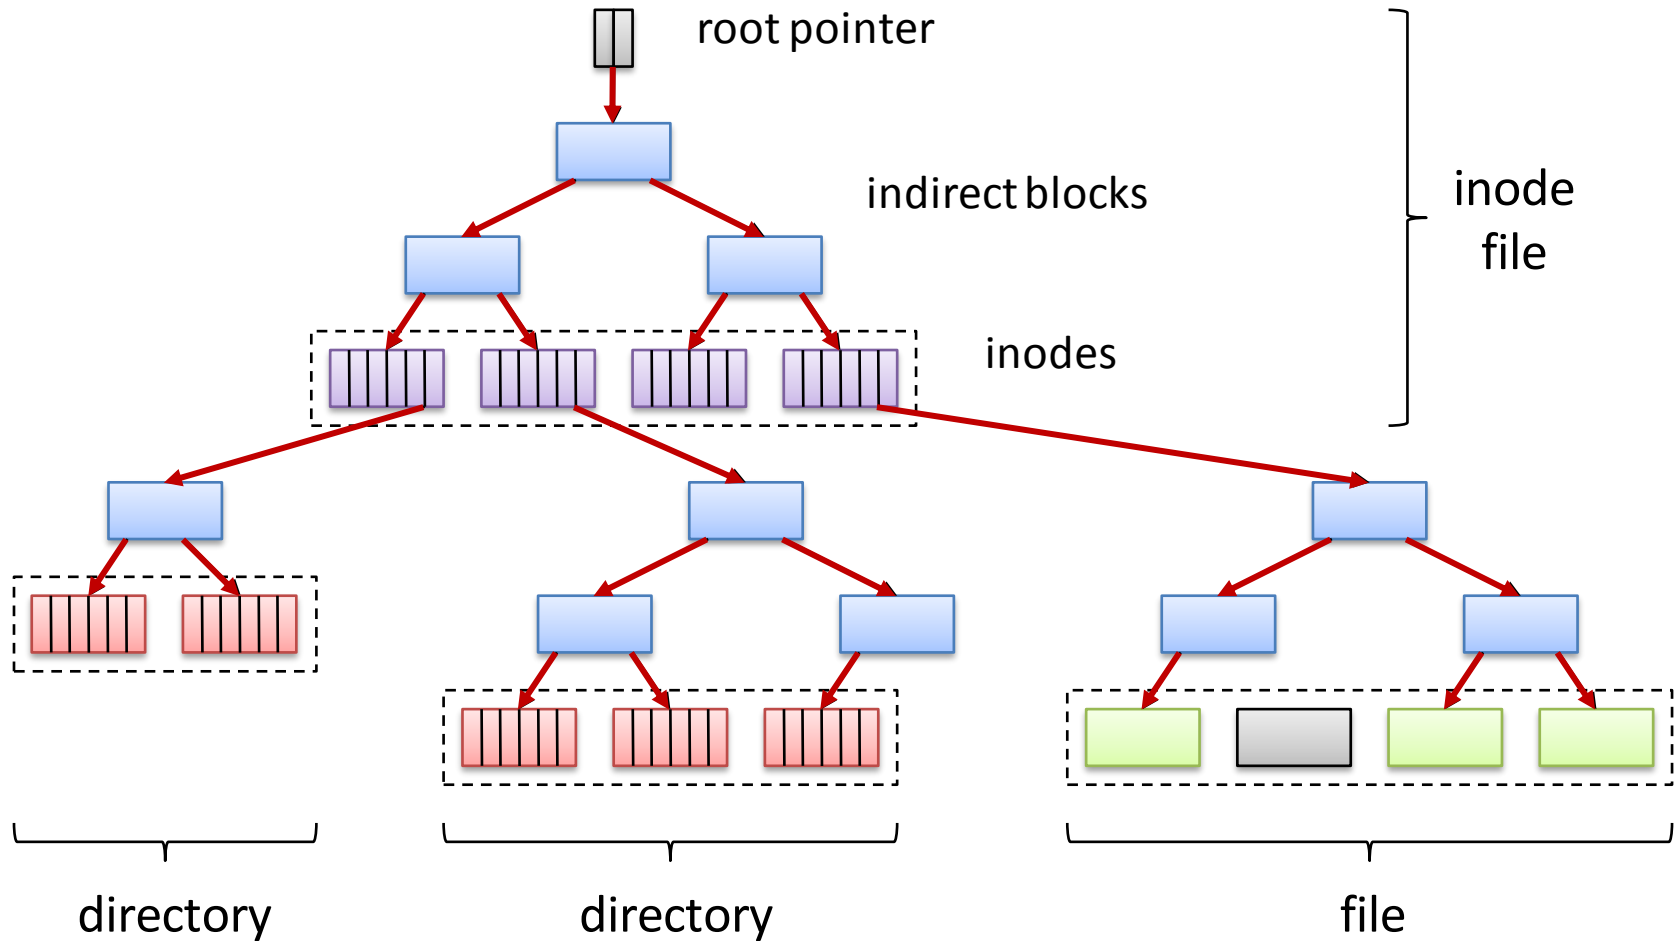 root pointer
indirect blocks
inode
file
inodes
directory
directory
file